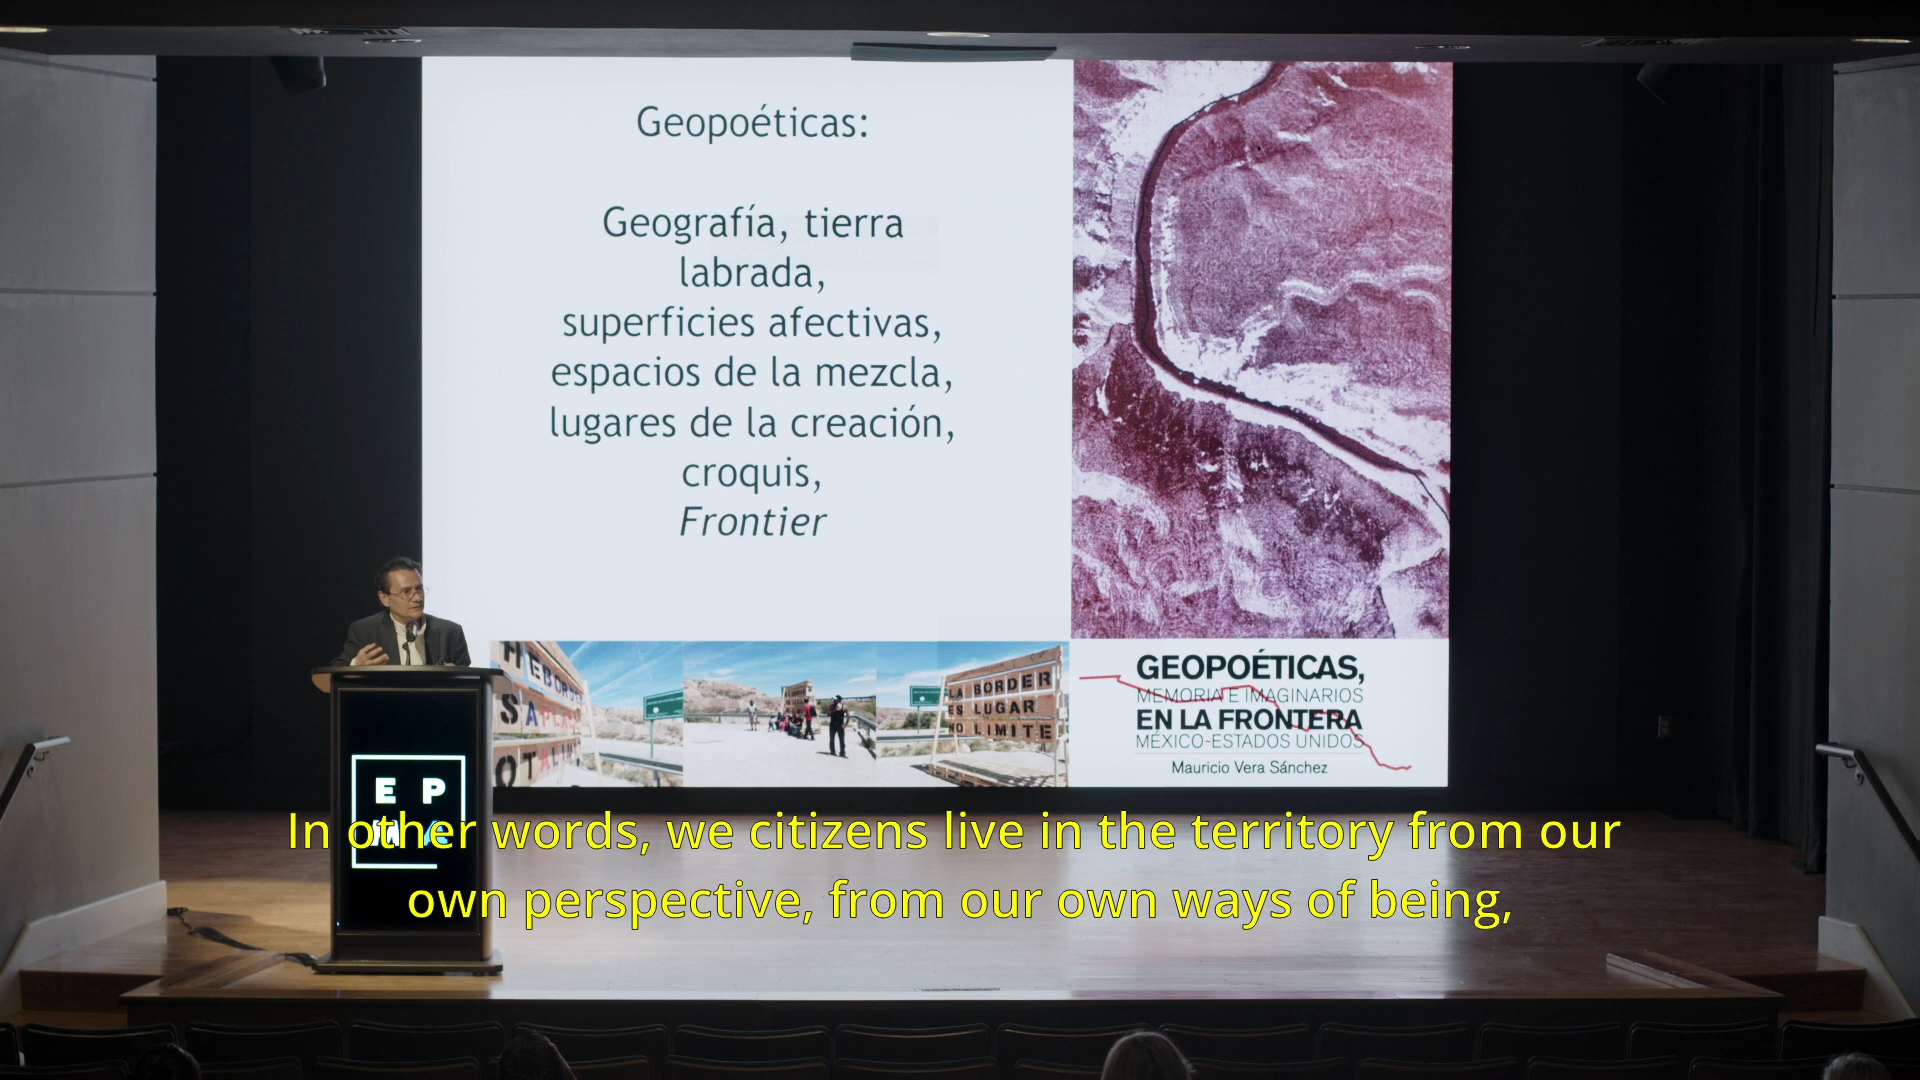 Geopoéticas:
Geografía, tierra
labrada,
superficies afectivas,
espacios de la mezcla,
lugares de la creación,
croquis,
Frontier
LA BORDER
ES LUGAR
NO LIMITE
GEOPOÉTICAS,
MEMORIA E IMAGINARIOS
EN LA FRONTERA
MÉXICO-ESTADOS UNIDOS
Mauricio Vera Sánchez
E P
M A
In other words, we citizens live in the territory from our
own perspective, from our own ways of being,